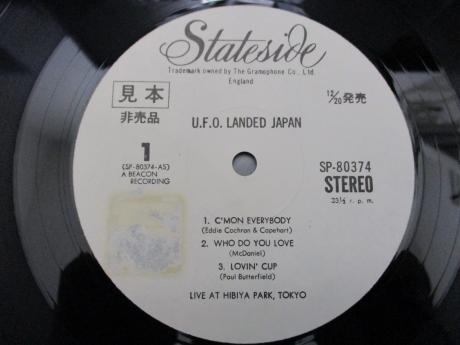 Stateside
Trademark owned by The Gramophone Co., Ltd.
England
見本
非売品
12/20発売
U.F.O. LANDED JAPAN
1
(SP-80374-AS)
A BEACON
RECORDING
SP-80374
STEREO
33⅓ r. p. m.
1. C'MON EVERYBODY
(Eddie Cochron & Capehart)
2. WHO DO YOU LOVE
(McDaniel)
3. LOVIN' CUP
(Paul Butterfield)
LIVE AT HIBIYA PARK, TOKYO